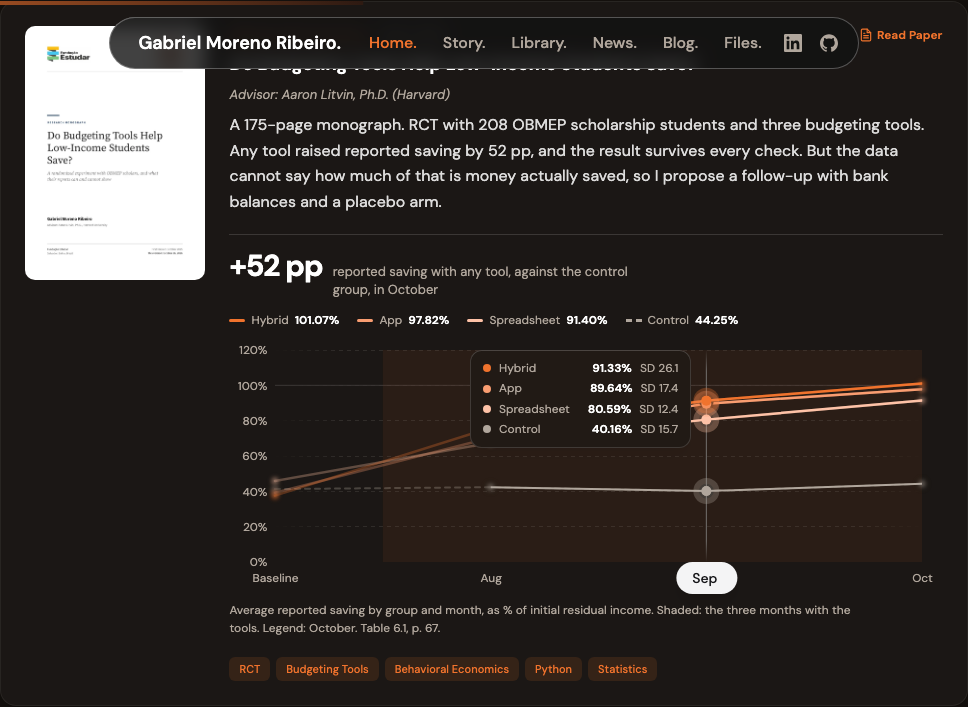 Gabriel Moreno Ribeiro.
Home.
Story.
Library.
News.
Blog.
Files.
Read Paper
Estudar
Do Budgeting Tools Help
Low-Income Students
Save?
Gabriel Moreno Ribeiro
Do Budgeting Tools Help Low-Income Students Save?
Advisor: Aaron Litvin, Ph.D. (Harvard)
A 175-page monograph. RCT with 208 OBMEP scholarship students and three budgeting tools.
Any tool raised reported saving by 52 pp, and the result survives every check. But the data
cannot say how much of that is money actually saved, so I propose a follow-up with bank
balances and a placebo arm.
+52 pp
reported saving with any tool, against the control
group, in October
Hybrid 101.07%
App 97.82%
Spreadsheet 91.40%
Control 44.25%
120%
100%
80%
60%
40%
20%
0%
Hybrid 91.33% SD 26.1
App 89.64% SD 17.4
Spreadsheet 80.59% SD 12.4
Control 40.16% SD 15.7
Baseline
Aug
Sep
Oct
Average reported saving by group and month, as % of initial residual income. Shaded: the three months with the
tools. Legend: October. Table 6.1, p. 67.
RCT
Budgeting Tools
Behavioral Economics
Python
Statistics